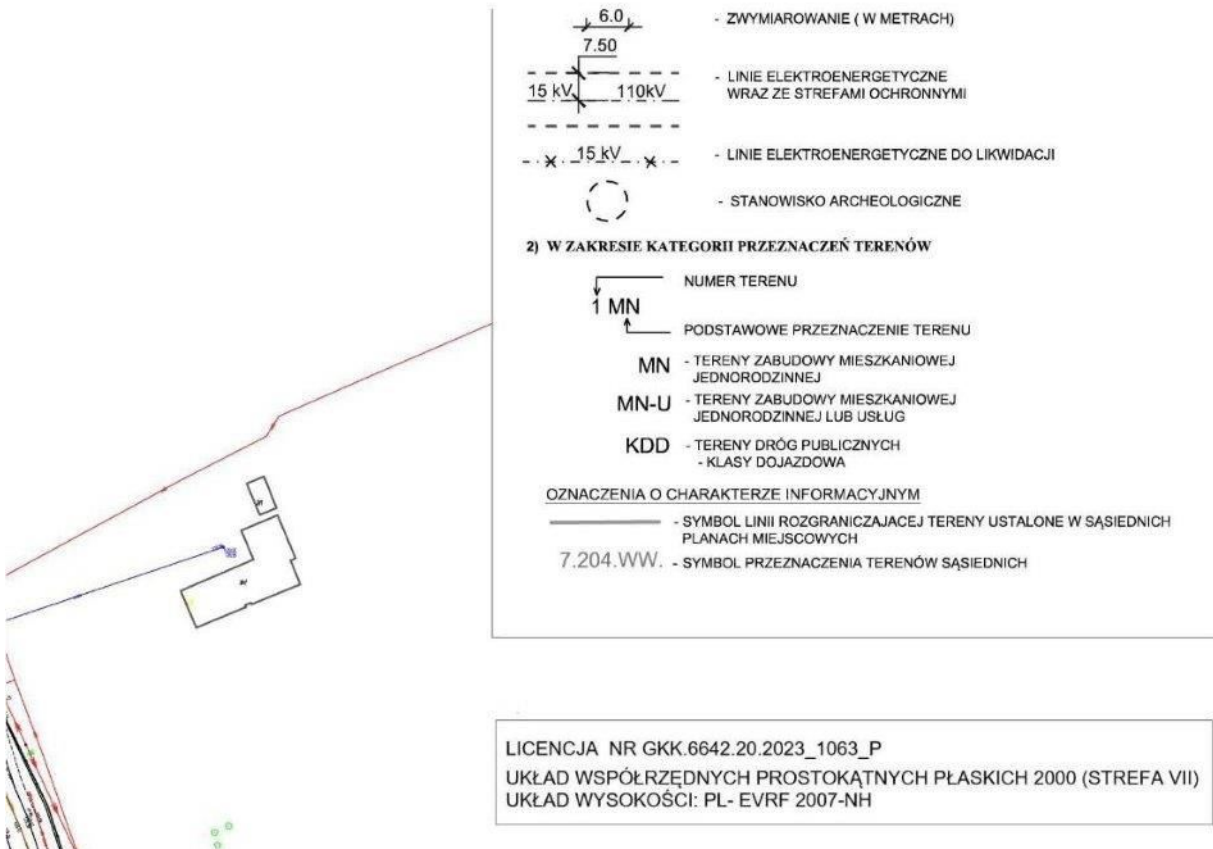 6.0
- ZWYMIAROWANIE ( W METRACH)
7.50
15 kV 110kV
- LINIE ELEKTROENERGETYCZNE
WRAZ ZE STREFAMI OCHRONNYMI
15 kV
- LINIE ELEKTROENERGETYCZNE DO LIKWIDACJI
- STANOWISKO ARCHEOLOGICZNE
2) W ZAKRESIE KATEGORII PRZEZNACZEŃ TERENÓW
NUMER TERENU
1 MN
PODSTAWOWE PRZEZNACZENIE TERENU
MN - TERENY ZABUDOWY MIESZKANIOWEJ
JEDNORODZINNEJ
MN-U - TERENY ZABUDOWY MIESZKANIOWEJ
JEDNORODZINNEJ LUB USŁUG
KDD - TERENY DRÓG PUBLICZNYCH
- KLASY DOJAZDOWA
OZNACZENIA O CHARAKTERZE INFORMACYJNYM
- SYMBOL LINII ROZGRANICZAJACEJ TERENY USTALONE W SĄSIEDNICH
PLANACH MIEJSCOWYCH
7.204.WW. - SYMBOL PRZEZNACZENIA TERENÓW SĄSIEDNICH
LICENCJA NR GKK.6642.20.2023_1063_P
UKŁAD WSPÓŁRZĘDNYCH PROSTOKĄTNYCH PŁASKICH 2000 (STREFA VII)
UKŁAD WYSOKOŚCI: PL- EVRF 2007-NH